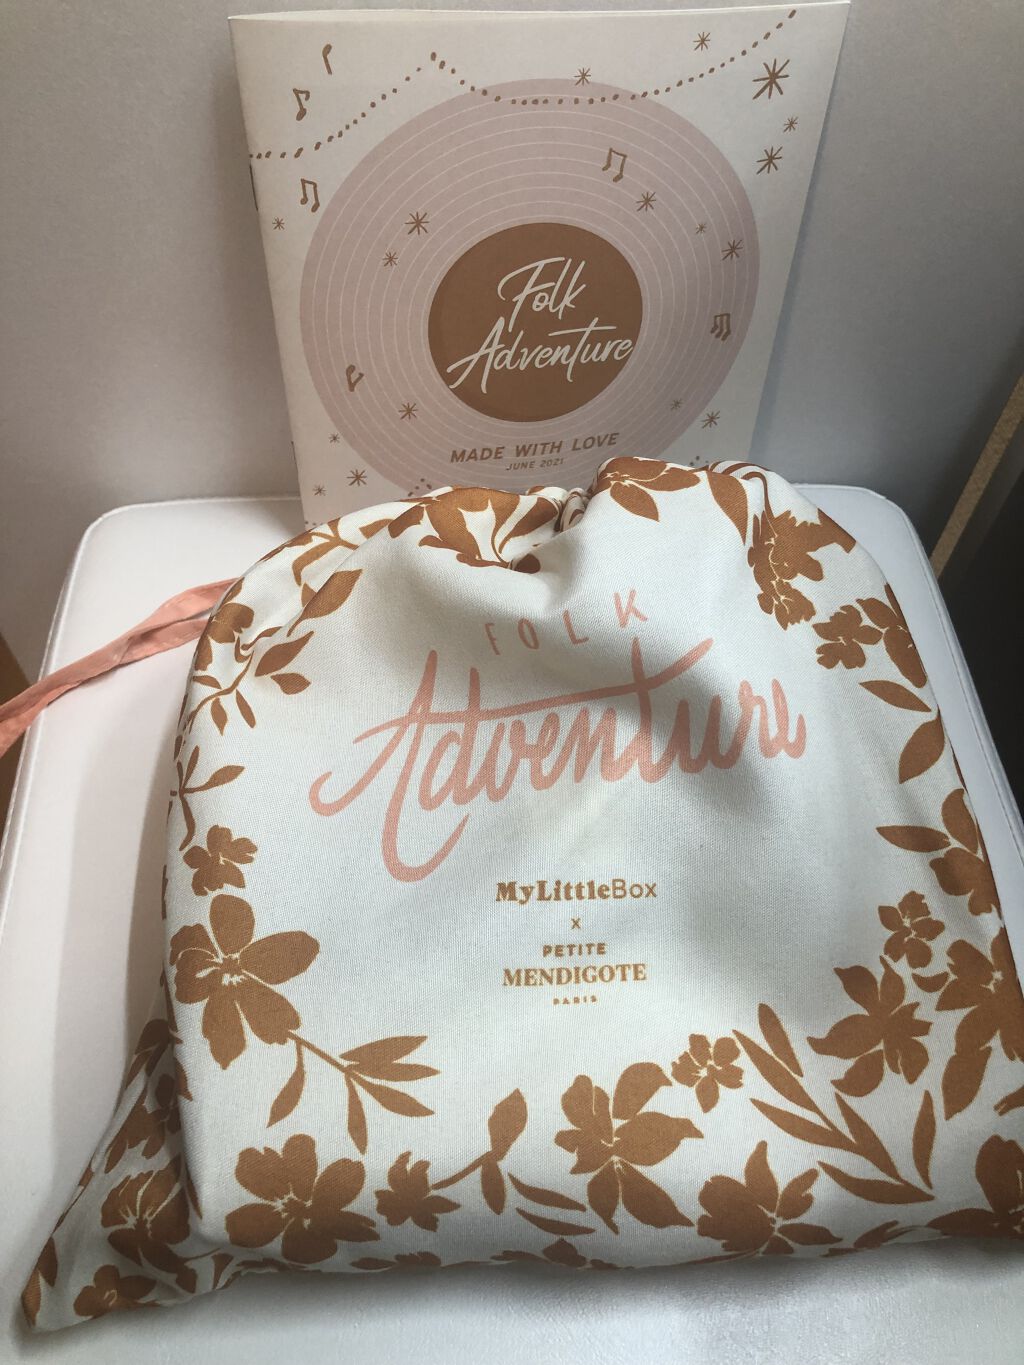 Folk
Adventure
MADE WITH LOVE
JUNE 2021
FOLK
Adventure
MyLittleBox
x
PETITE
MENDIGOTE
PARIS